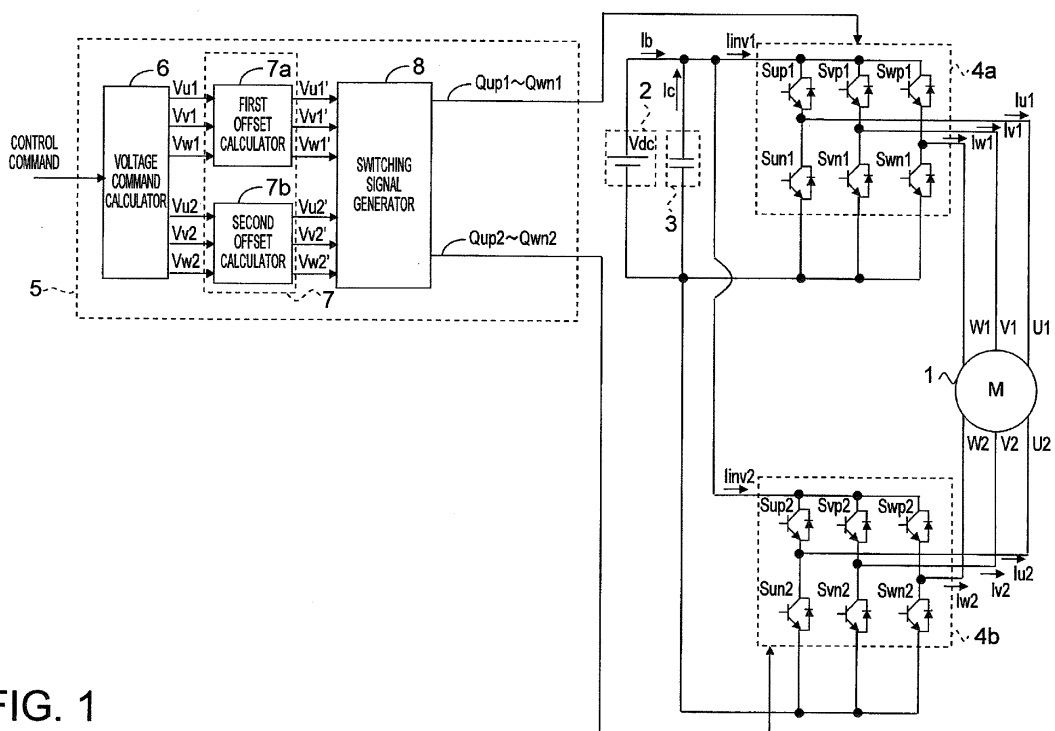 CONTROL
COMMAND
5
6
VOLTAGE
COMMAND
CALCULATOR
Vu1
Vv1
Vw1
Vu2
Vv2
Vw2
7a
FIRST
OFFSET
CALCULATOR
7b
SECOND
OFFSET
CALCULATOR
7
Vu1'
Vv1'
Vw1'
Vu2'
Vv2'
Vw2'
8
SWITCHING
SIGNAL
GENERATOR
Qup1~Qwn1
Qup2~Qwn2
Ib
Ic
2
Vdc
3
Iinv1
Sup1 Svp1 Swp1
4a
Iu1
Iv1
Iw1
Sun1 Svn1 Swn1
W1 V1 U1
1
M
W2 V2 U2
Iinv2
Sup2 Svp2 Swp2
Iu2
Iv2
Iw2
Sun2 Svn2 Swn2
4b
FIG. 1